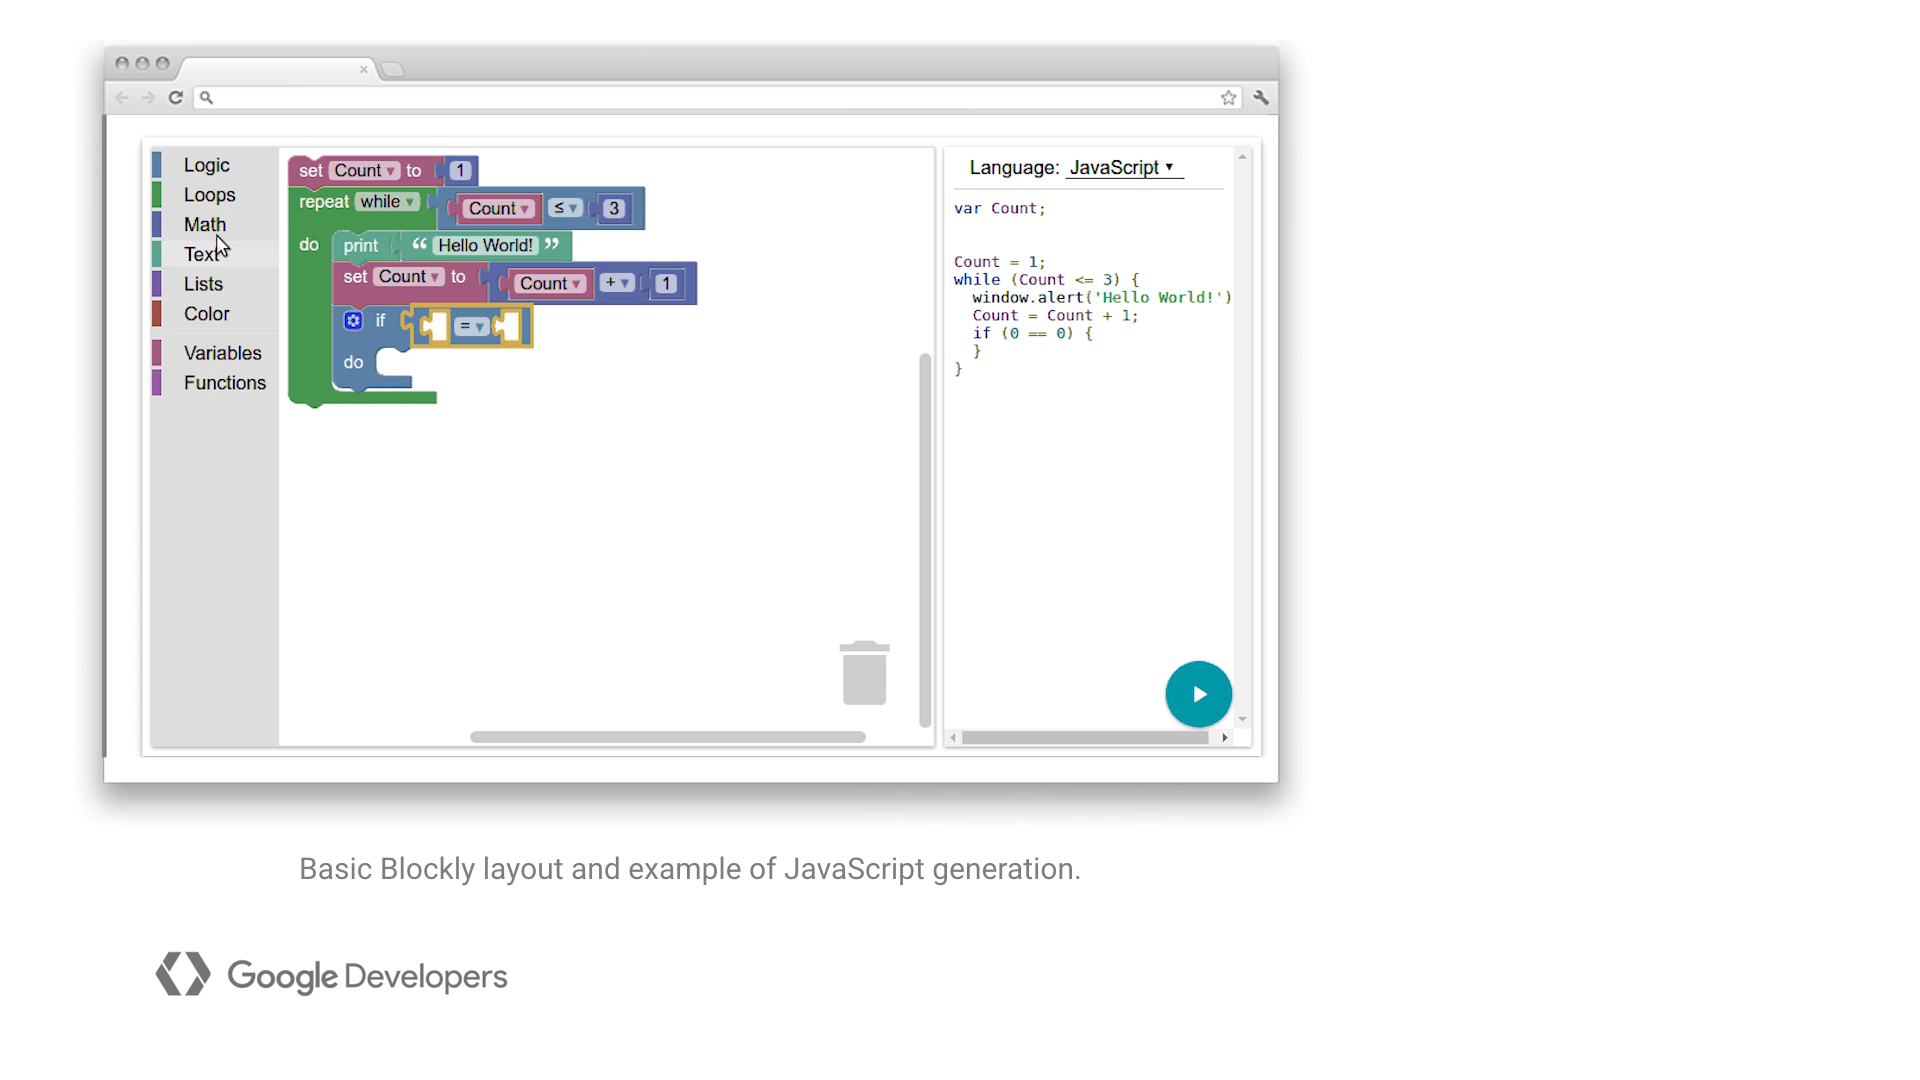 Logic
Loops
Math
Text
Lists
Color
Variables
Functions
set Count ▾ to 1
repeat while ▾ Count ▾ ≤ ▾ 3
do print “ Hello World! ”
set Count ▾ to Count ▾ + ▾ 1
if = ▾
do
Language: JavaScript ▾
var Count;
Count = 1;
while (Count <= 3) {
window.alert('Hello World!')
Count = Count + 1;
if (0 == 0) {
}
}
Basic Blockly layout and example of JavaScript generation.
Google Developers